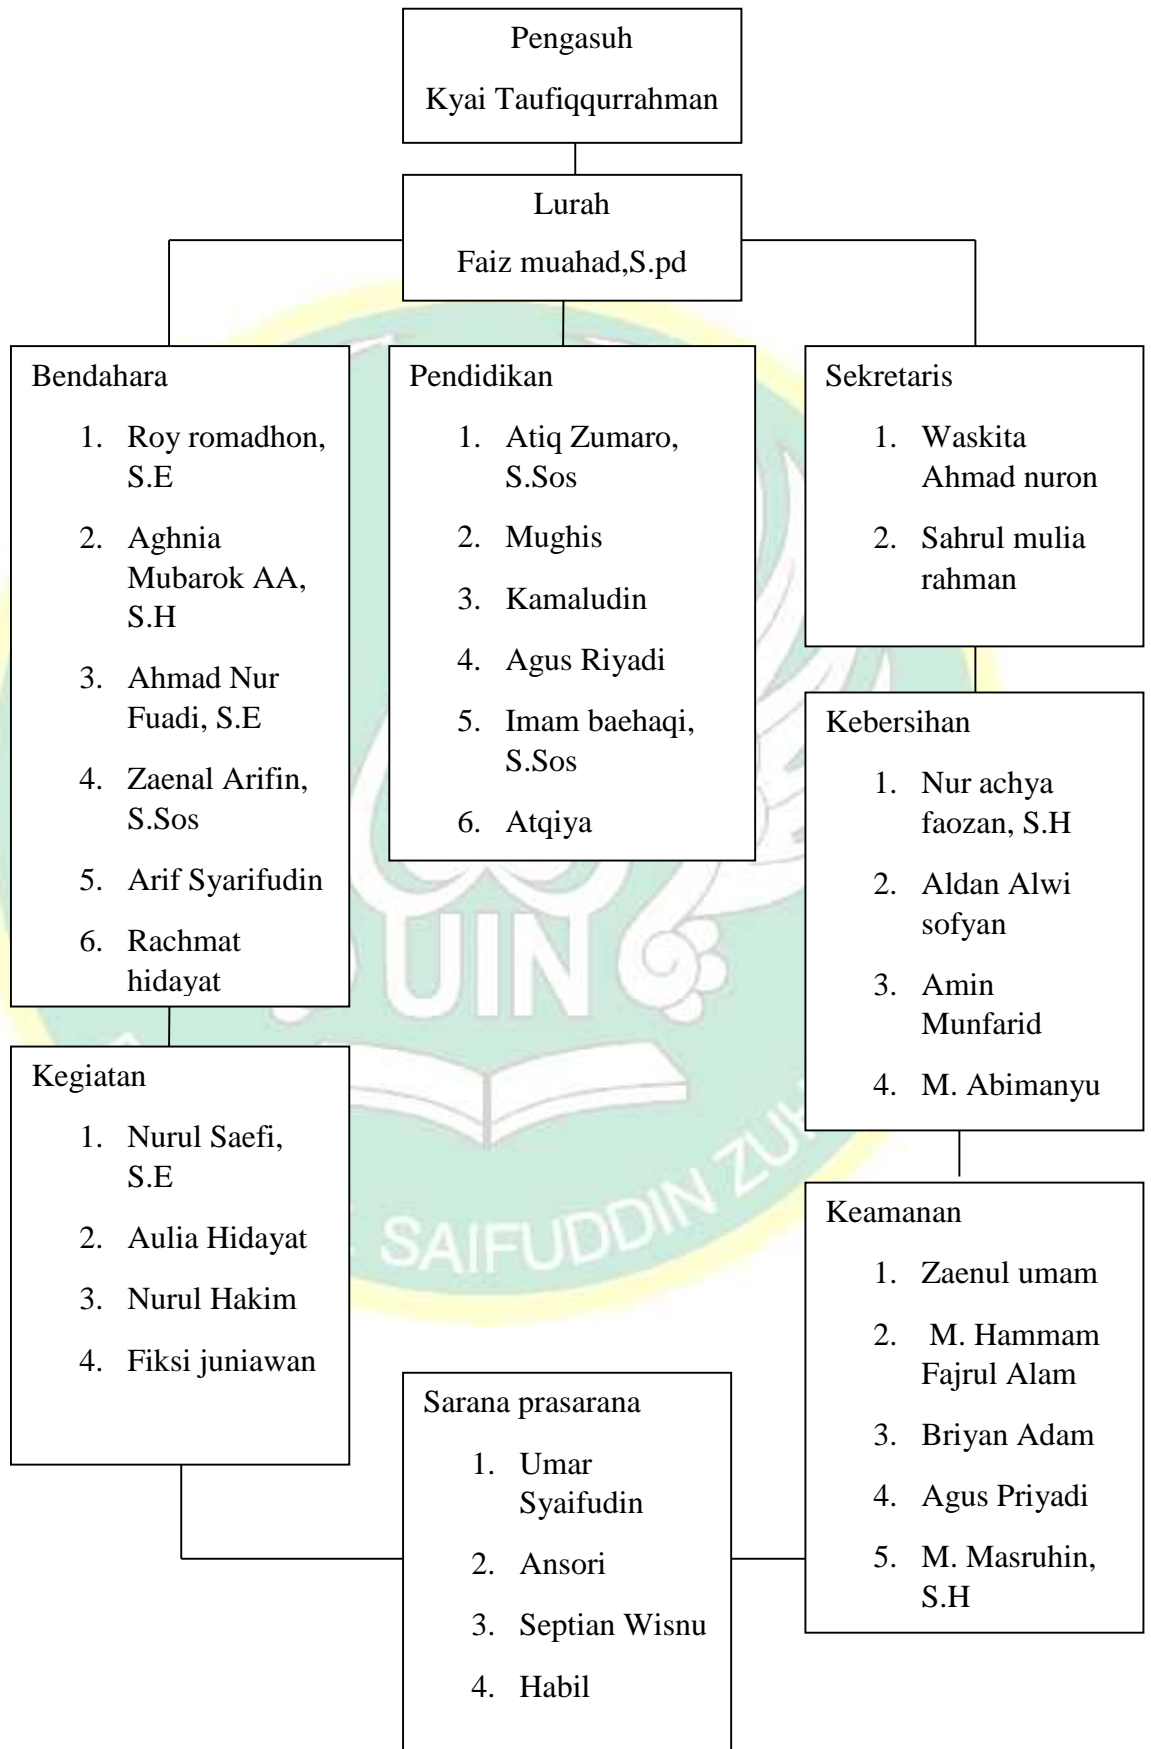 Pengasuh
Kyai Taufiqqurrahman
Lurah
Faiz muahad,S.pd
Bendahara
1. Roy romadhon,
S.E
2. Aghnia
Mubarok AA,
S.H
3. Ahmad Nur
Fuadi, S.E
4. Zaenal Arifin,
S.Sos
5. Arif Syarifudin
6. Rachmat
hidayat
Pendidikan
1. Atiq Zumaro,
S.Sos
2. Mughis
3. Kamaludin
4. Agus Riyadi
5. Imam baehaqi,
S.Sos
6. Atqiya
Sekretaris
1. Waskita
Ahmad nuron
2. Sahrul mulia
rahman
Kebersihan
1. Nur achya
faozan, S.H
2. Aldan Alwi
sofyan
3. Amin
Munfarid
4. M. Abimanyu
Kegiatan
1. Nurul Saefi,
S.E
2. Aulia Hidayat
3. Nurul Hakim
4. Fiksi juniawan
Keamanan
1. Zaenul umam
2. M. Hammam
Fajrul Alam
3. Briyan Adam
4. Agus Priyadi
5. M. Masruhin,
S.H
Sarana prasarana
1. Umar
Syaifudin
2. Ansori
3. Septian Wisnu
4. Habil
UIN
SAIFUDDIN